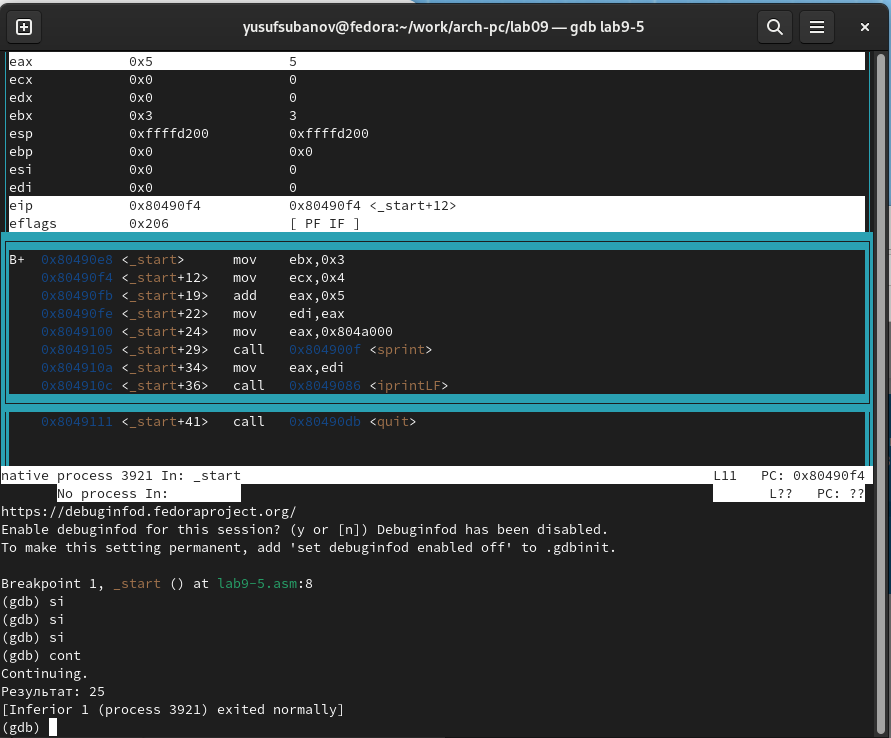 yusufsubanov@fedora:~/work/arch-pc/lab09 — gdb lab9-5
eax 0x5 5
ecx 0x0 0
edx 0x0 0
ebx 0x3 3
esp 0xffffd200 0xffffd200
ebp 0x0 0x0
esi 0x0 0
edi 0x0 0
eip 0x80490f4 0x80490f4 <_start+12>
eflags 0x206 [ PF IF ]
B+ 0x80490e8 <_start> mov ebx,0x3
0x80490f4 <_start+12> mov ecx,0x4
0x80490fb <_start+19> add eax,0x5
0x80490fe <_start+22> mov edi,eax
0x8049100 <_start+24> mov eax,0x804a000
0x8049105 <_start+29> call 0x804900f <sprint>
0x804910a <_start+34> mov eax,edi
0x804910c <_start+36> call 0x8049086 <iprintLF>
0x8049111 <_start+41> call 0x80490db <quit>
native process 3921 In: _start L11 PC: 0x80490f4
No process In: L?? PC: ??
https://debuginfod.fedoraproject.org/
Enable debuginfod for this session? (y or [n]) Debuginfod has been disabled.
To make this setting permanent, add 'set debuginfod enabled off' to .gdbinit.
Breakpoint 1, _start () at lab9-5.asm:8
(gdb) si
(gdb) si
(gdb) si
(gdb) cont
Continuing.
Результат: 25
[Inferior 1 (process 3921) exited normally]
(gdb)